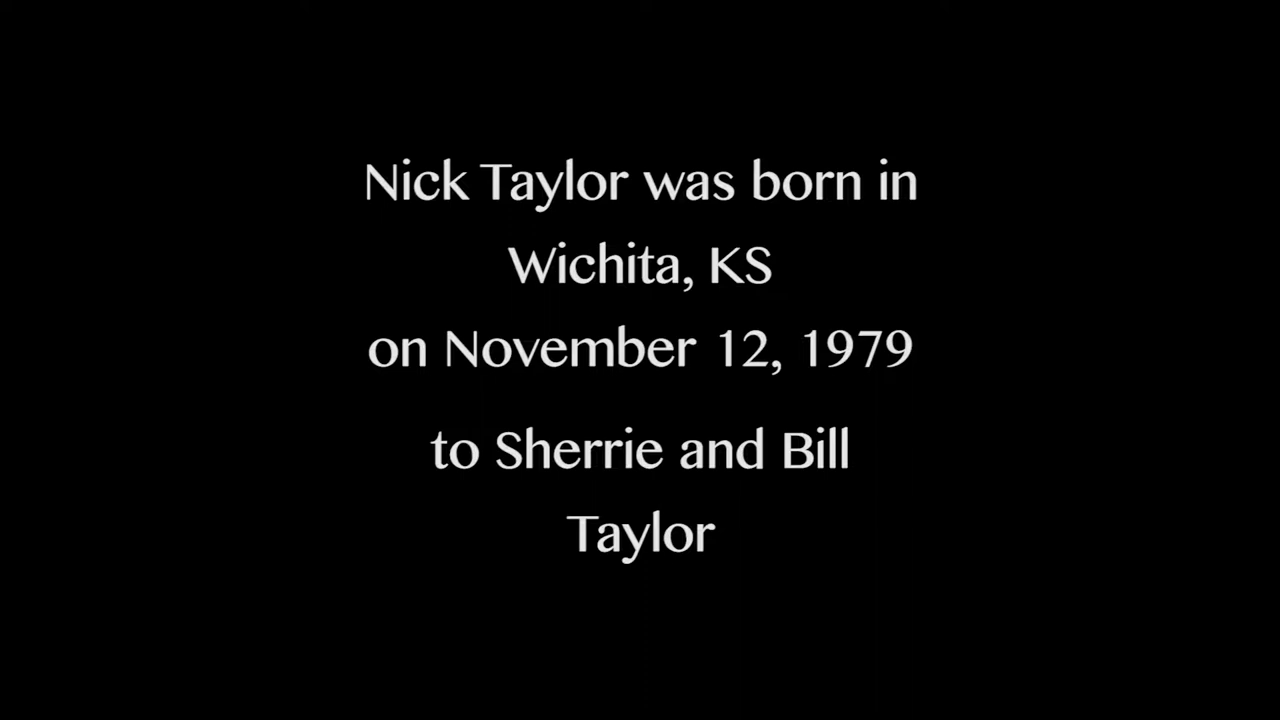 Nick Taylor was born in
Wichita, KS
on November 12, 1979
to Sherrie and Bill
Taylor